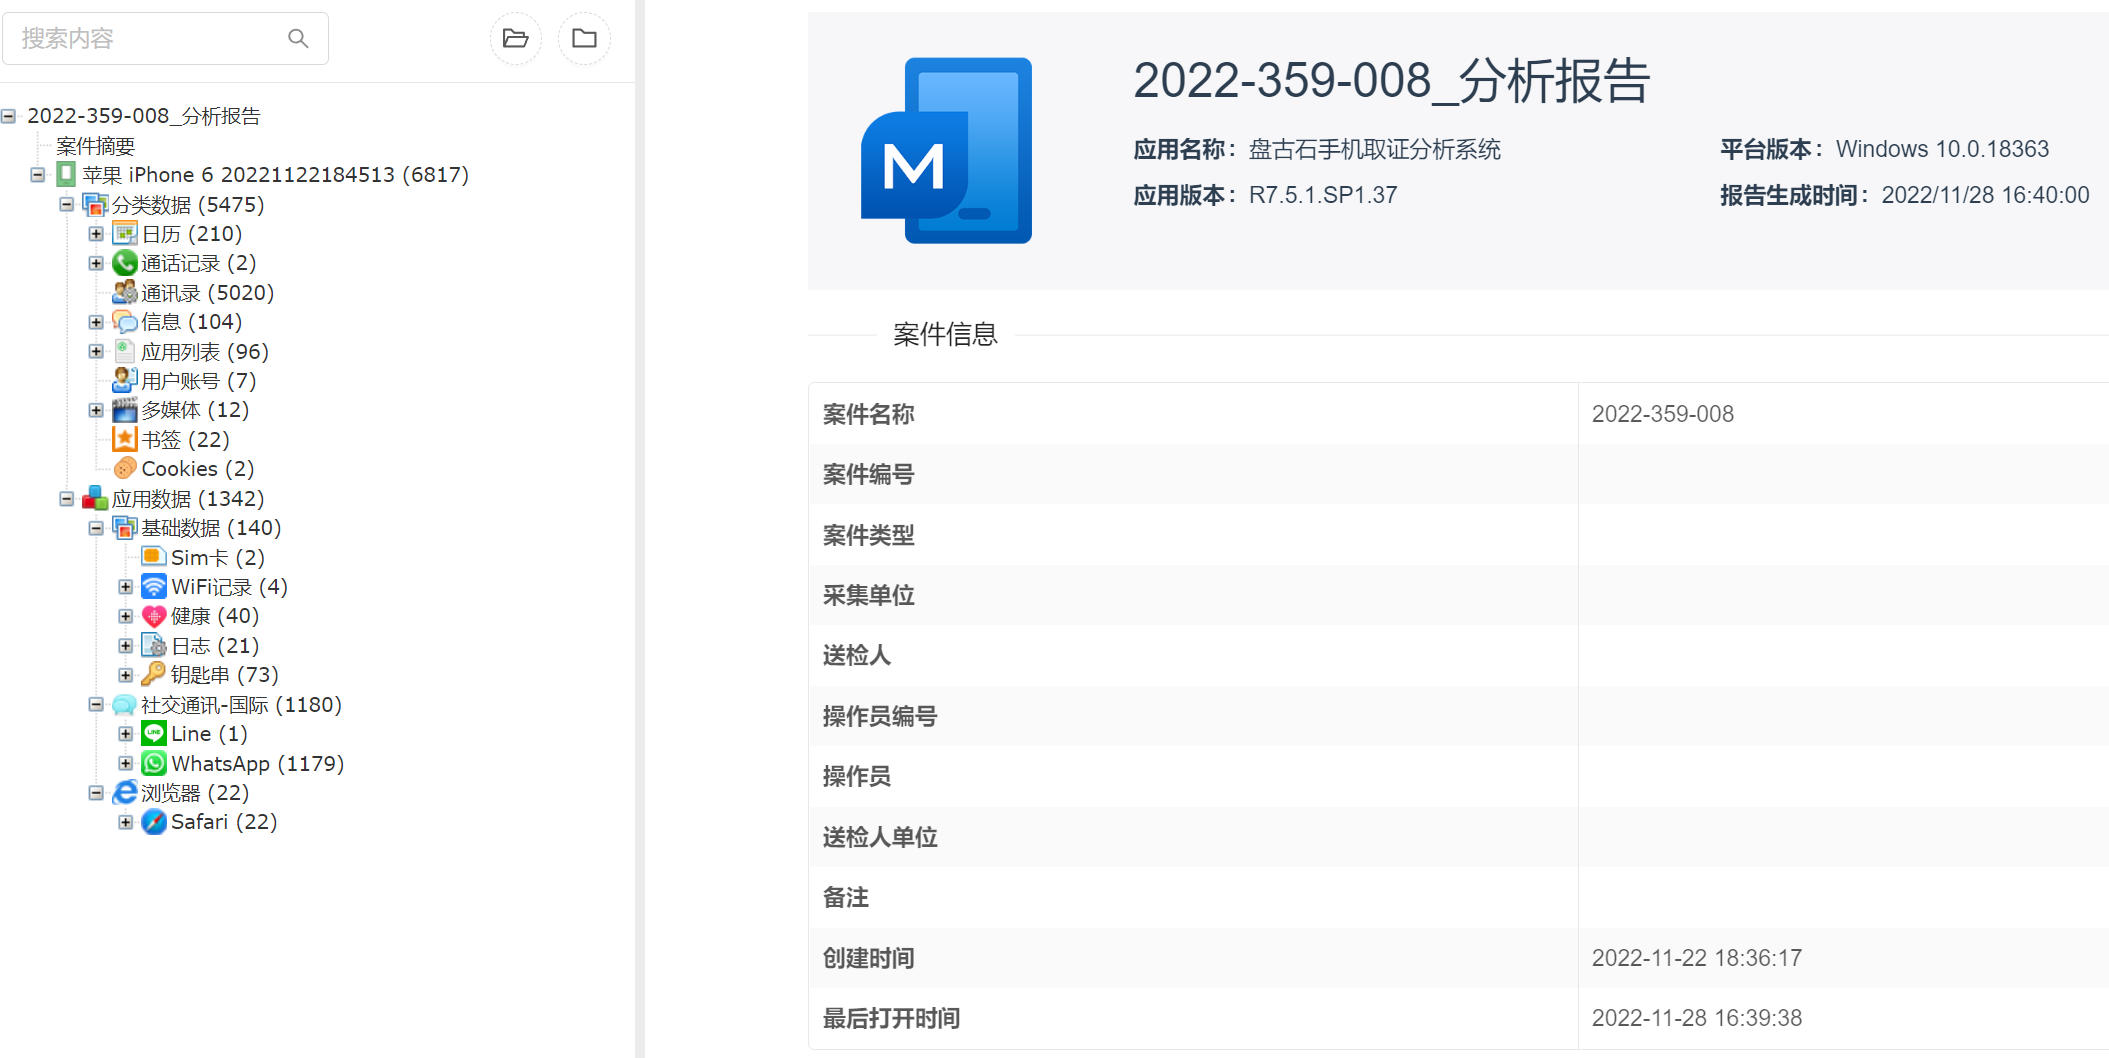 搜索内容
2022-359-008_分析报告
案件摘要
苹果 iPhone 6 20221122184513 (6817)
分类数据 (5475)
日历 (210)
通话记录 (2)
通讯录 (5020)
信息 (104)
应用列表 (96)
用户账号 (7)
多媒体 (12)
书签 (22)
Cookies (2)
应用数据 (1342)
基础数据 (140)
Sim卡 (2)
WiFi记录 (4)
健康 (40)
日志 (21)
钥匙串 (73)
社交通讯-国际 (1180)
LINE
Line (1)
WhatsApp (1179)
浏览器 (22)
Safari (22)
M
2022-359-008_分析报告
应用名称： 盘古石手机取证分析系统
平台版本： Windows 10.0.18363
应用版本： R7.5.1.SP1.37
报告生成时间： 2022/11/28 16:40:00
案件信息
案件名称 2022-359-008
案件编号
案件类型
采集单位
送检人
操作员编号
操作员
送检人单位
备注
创建时间 2022-11-22 18:36:17
最后打开时间 2022-11-28 16:39:38